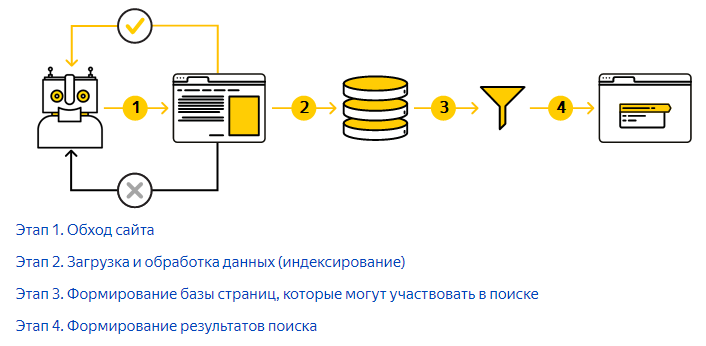 1
2
3
4
Этап 1. Обход сайта
Этап 2. Загрузка и обработка данных (индексирование)
Этап 3. Формирование базы страниц, которые могут участвовать в поиске
Этап 4. Формирование результатов поиска